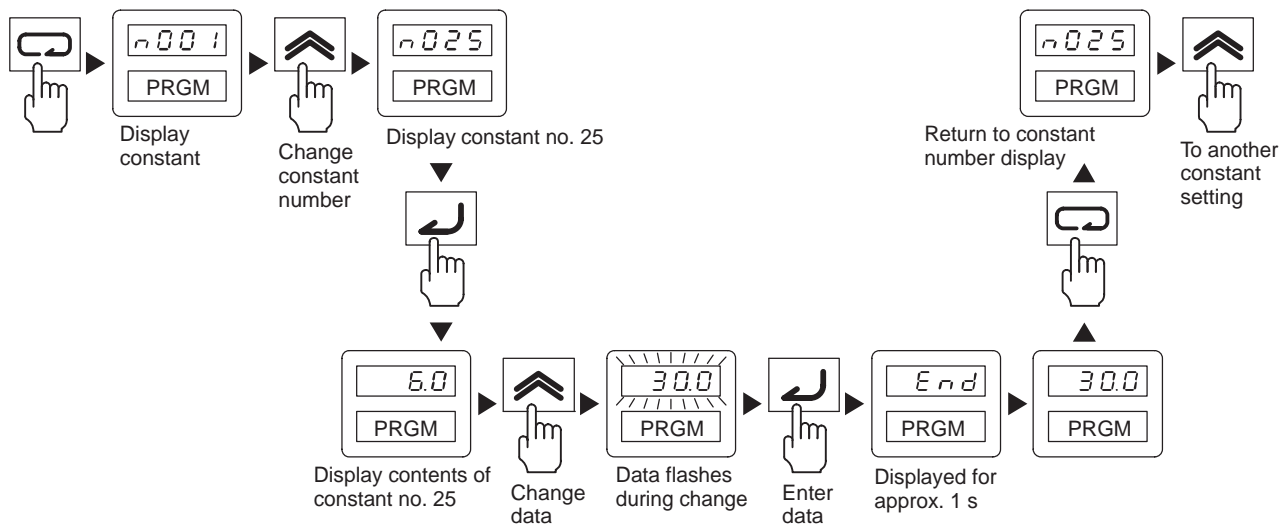 n001
PRGM
Display
constant
Change
constant
number
n025
PRGM
Display constant no. 25
6.0
PRGM
Display contents of
constant no. 25
Change
data
30.0
PRGM
Data flashes
during change
Enter
data
End
PRGM
Displayed for
approx. 1 s
30.0
PRGM
n025
PRGM
Return to constant
number display
To another
constant
setting